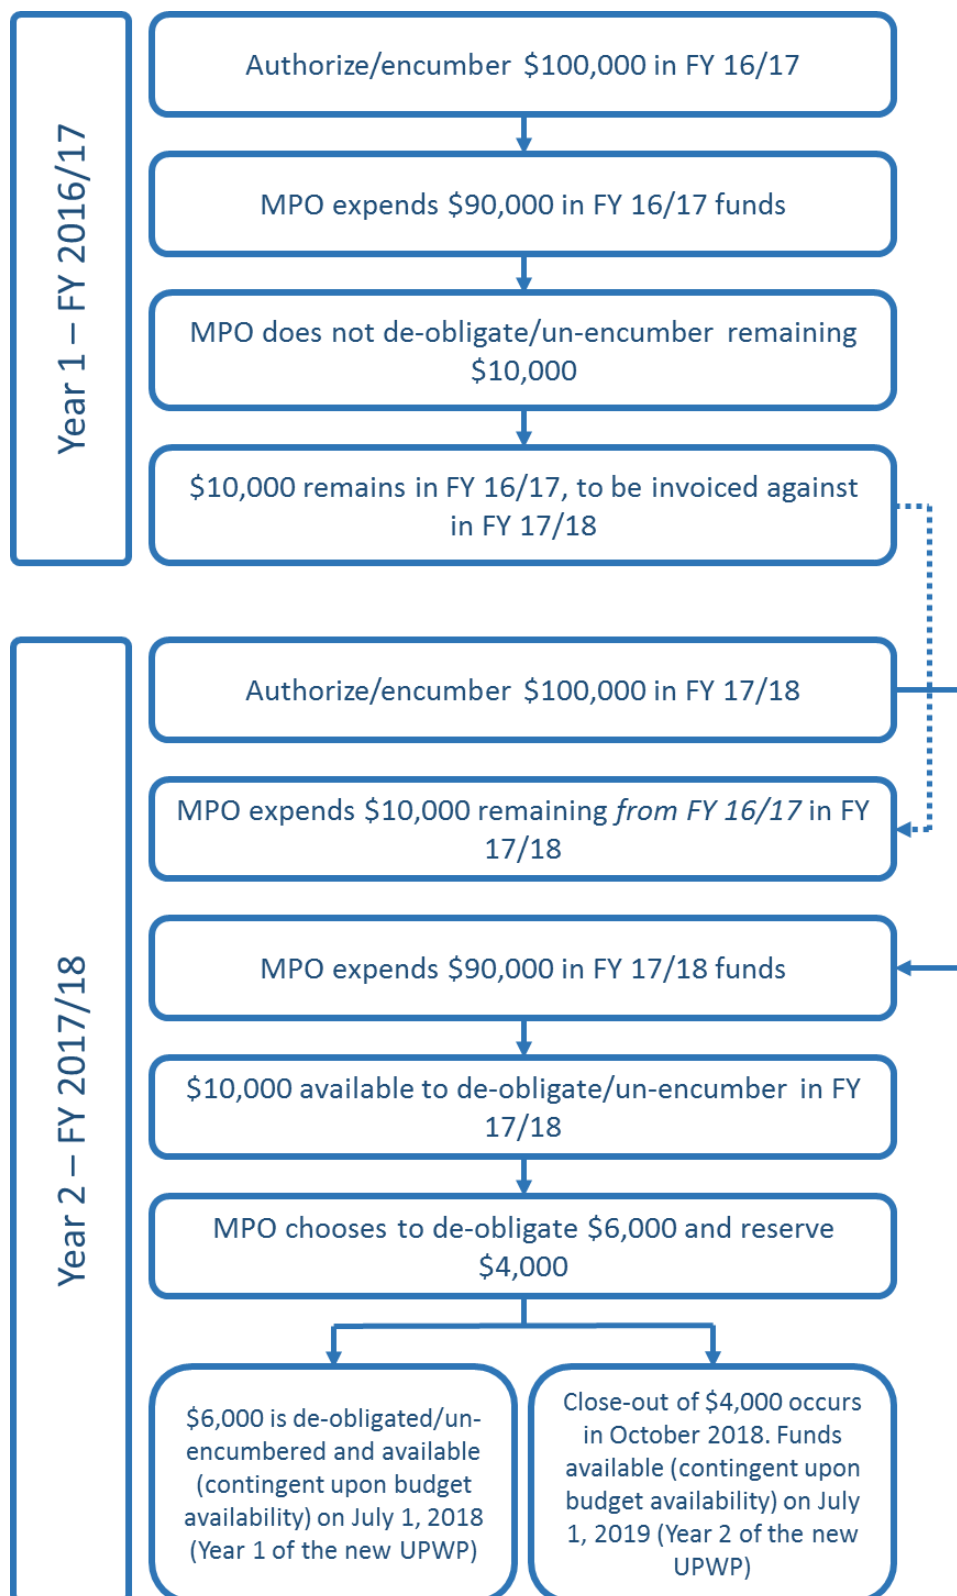 Year 1 – FY 2016/17
Authorize/encumber $100,000 in FY 16/17
MPO expends $90,000 in FY 16/17 funds
MPO does not de-obligate/un-encumber remaining
$10,000
$10,000 remains in FY 16/17, to be invoiced against
in FY 17/18
Year 2 – FY 2017/18
Authorize/encumber $100,000 in FY 17/18
MPO expends $10,000 remaining from FY 16/17 in FY
17/18
MPO expends $90,000 in FY 17/18 funds
$10,000 available to de-obligate/un-encumber in FY
17/18
MPO chooses to de-obligate $6,000 and reserve
$4,000
$6,000 is de-obligated/un-
encumbered and available
(contingent upon budget
availability) on July 1, 2018
(Year 1 of the new UPWP)
Close-out of $4,000 occurs
in October 2018. Funds
available (contingent upon
budget availability) on July
1, 2019 (Year 2 of the new
UPWP)